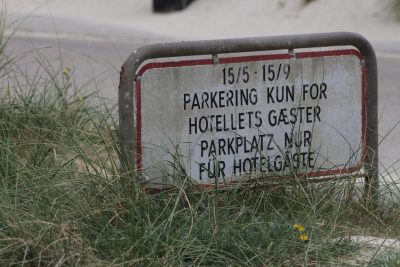 15/5 - 15/9
PARKERING KUN FOR
HOTELLETS GÆSTER
PARKPLATZ NUR
FÜR HOTELGÄSTE